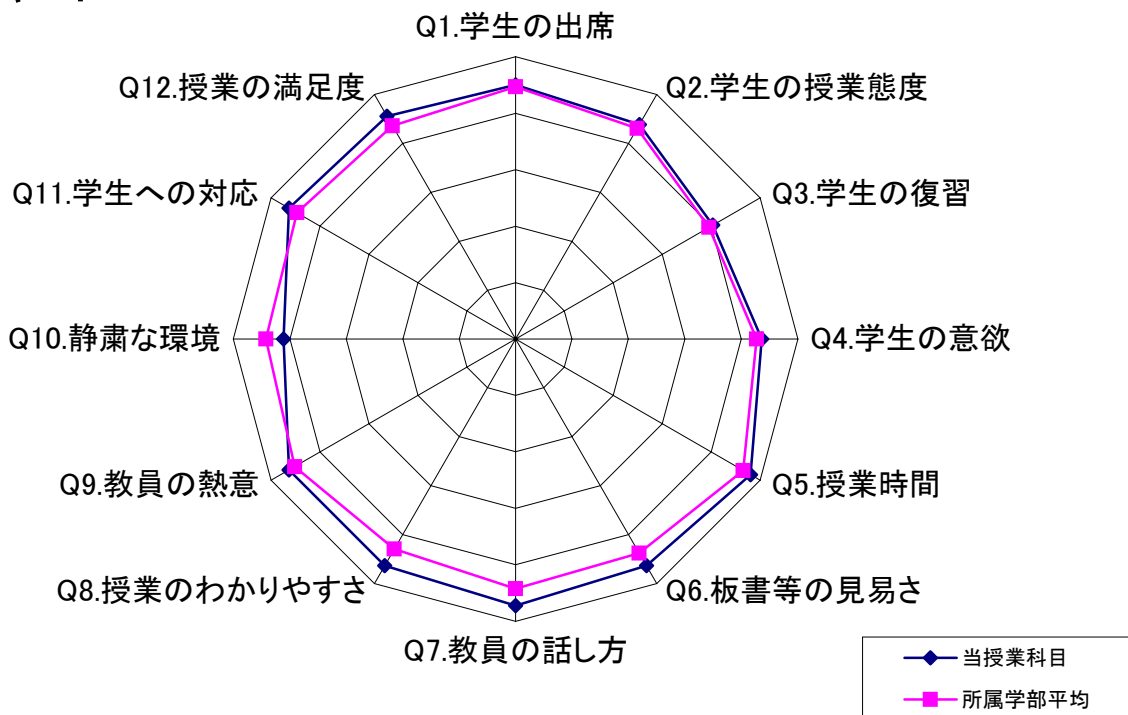 Q1.学生の出席
Q2.学生の授業態度
Q3.学生の復習
Q4.学生の意欲
Q5.授業時間
Q6.板書等の見易さ
Q7.教員の話し方
Q8.授業のわかりやすさ
Q9.教員の熱意
Q10.静粛な環境
Q11.学生への対応
Q12.授業の満足度
当授業科目
所属学部平均